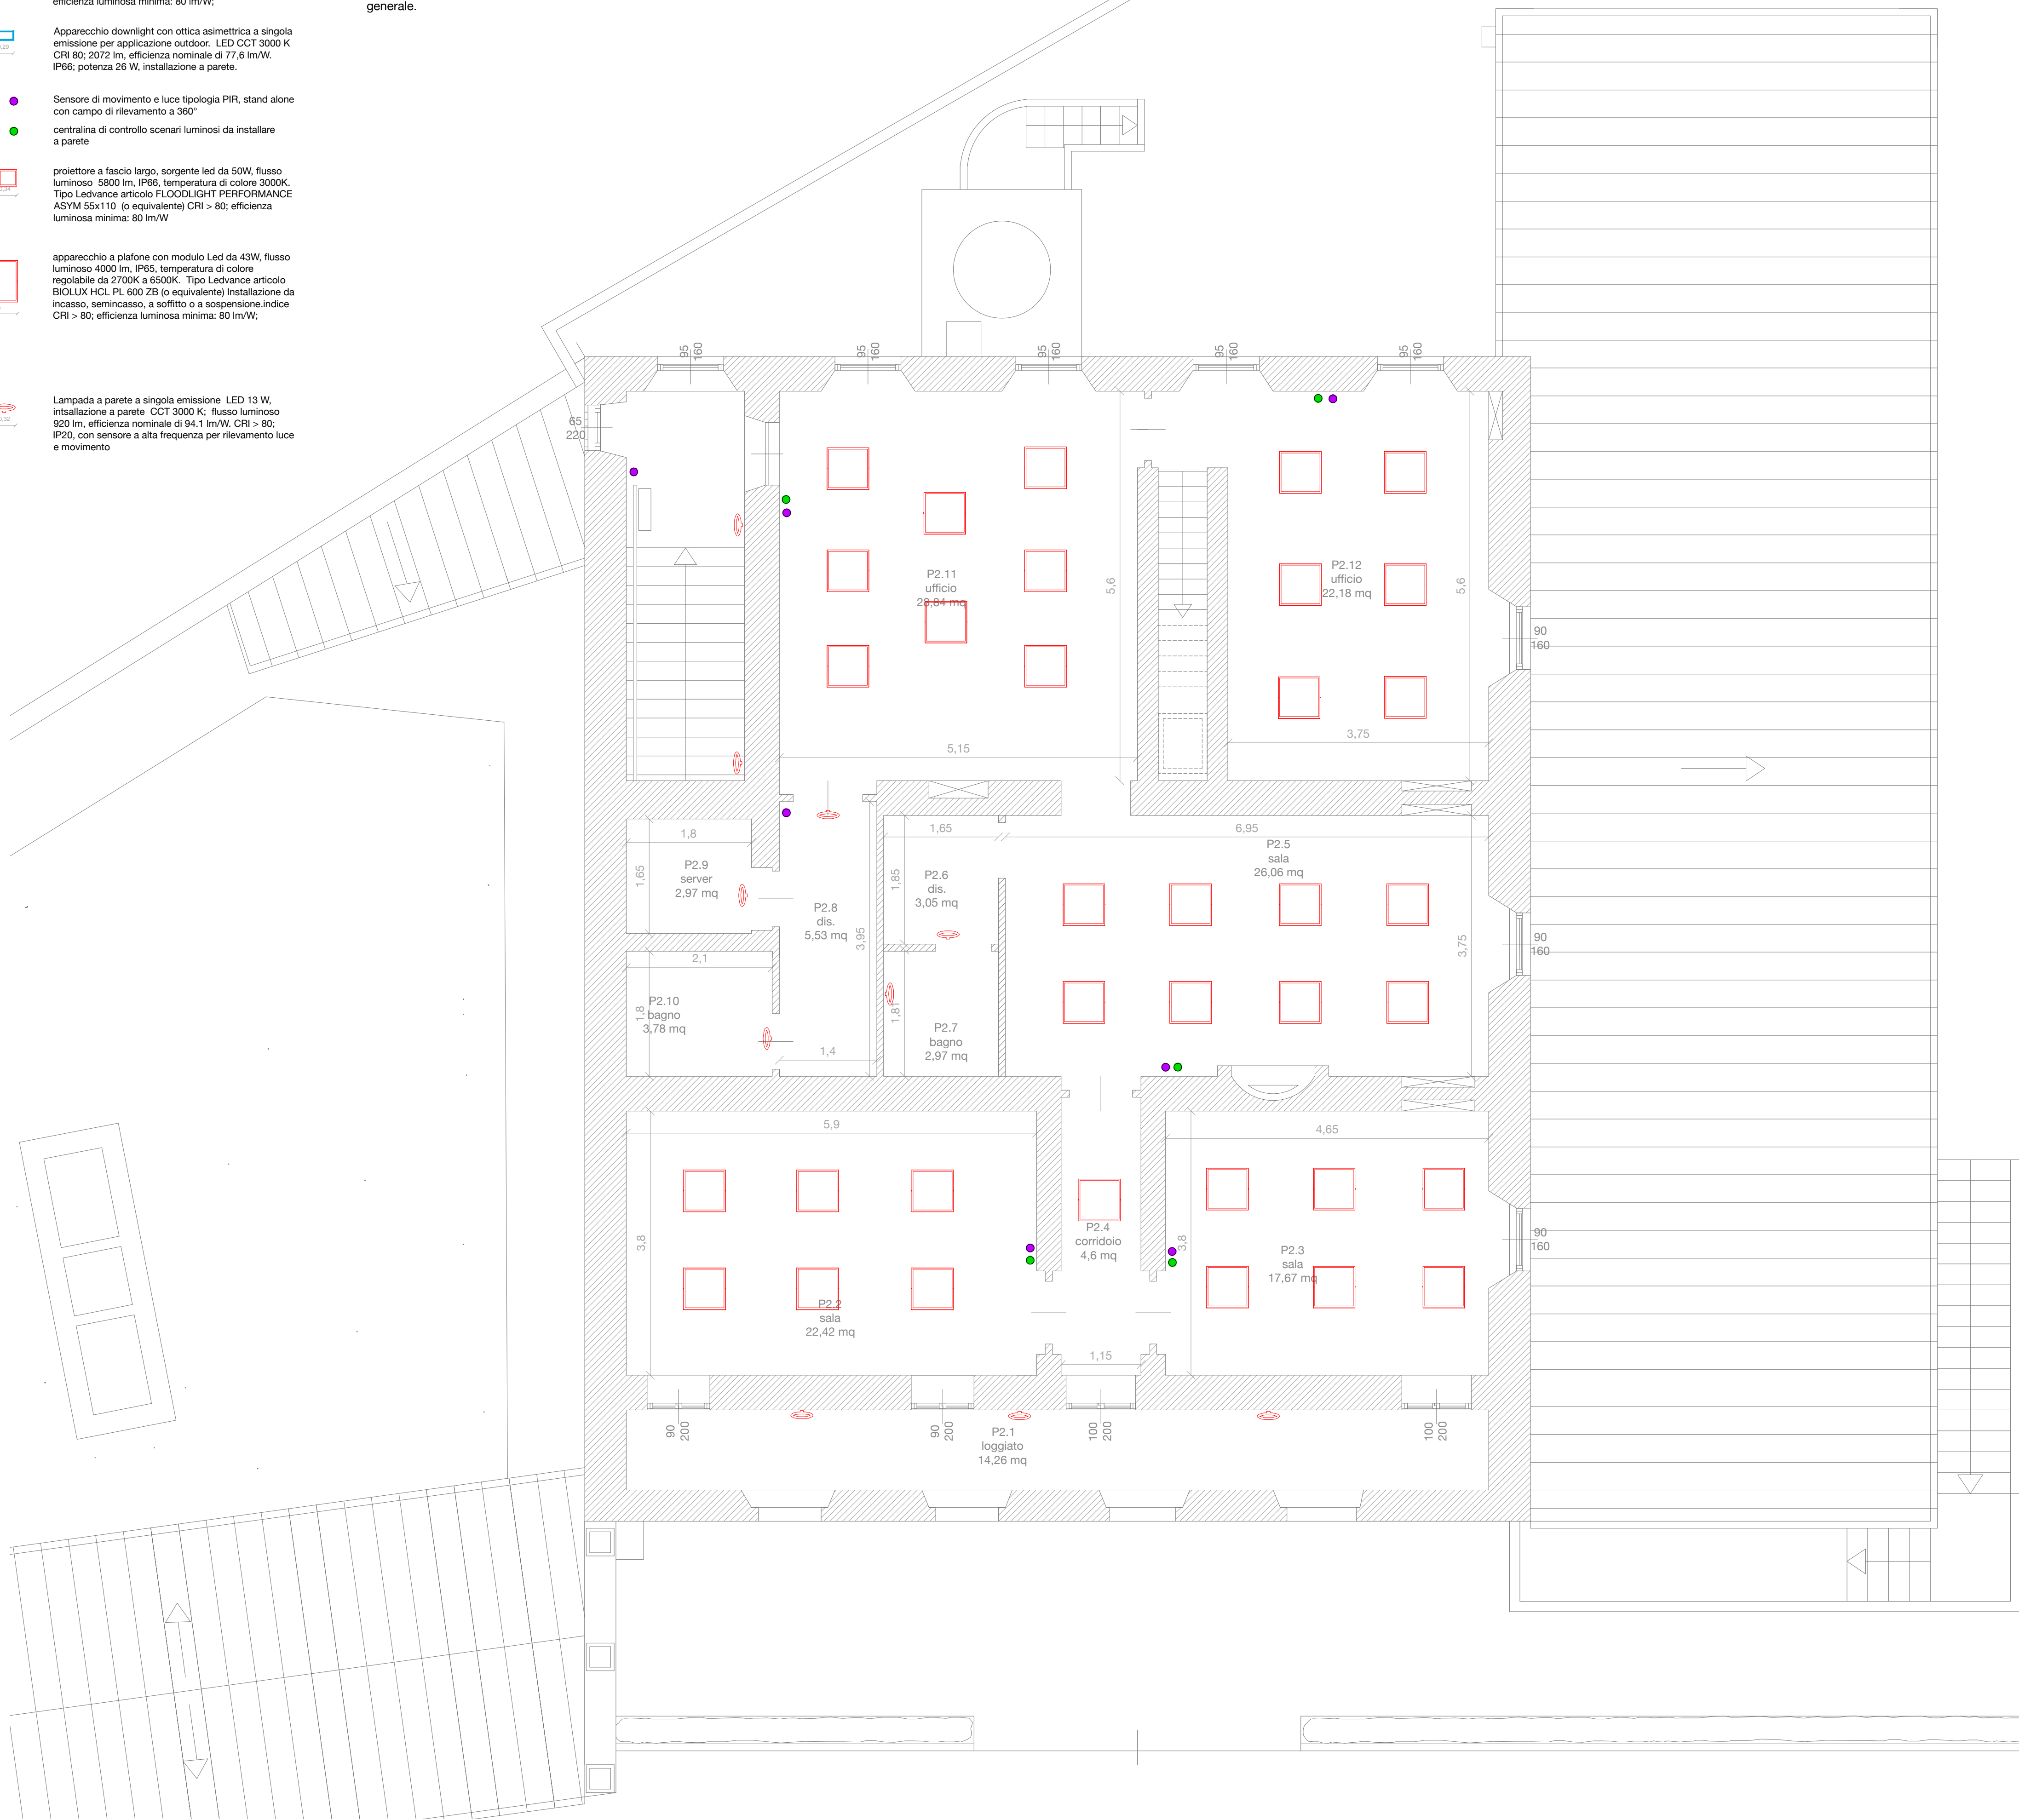 efficienza luminosa minima: 80 lm/W;
generale.
Apparecchio downlight con ottica asimettrica a singola
emissione per applicazione outdoor. LED CCT 3000 K
CRI 80; 2072 lm, efficienza nominale di 77,6 lm/W.
IP66; potenza 26 W, installazione a parete.
Sensore di movimento e luce tipologia PIR, stand alone
con campo di rilevamento a 360°
centralina di controllo scenari luminosi da installare
a parete
proiettore a fascio largo, sorgente led da 50W, flusso
luminoso 5800 lm, IP66, temperatura di colore 3000K.
Tipo Ledvance articolo FLOODLIGHT PERFORMANCE
ASYM 55x110 (o equivalente) CRI > 80; efficienza
luminosa minima: 80 lm/W
apparecchio a plafone con modulo Led da 43W, flusso
luminoso 4000 lm, IP65, temperatura di colore
regolabile da 2700K a 6500K. Tipo Ledvance articolo
BIOLUX HCL PL 600 ZB (o equivalente) Installazione da
incasso, semincasso, a soffitto o a sospensione.indice
CRI > 80; efficienza luminosa minima: 80 lm/W;
Lampada a parete a singola emissione LED 13 W,
intsallazione a parete CCT 3000 K; flusso luminoso
920 lm, efficienza nominale di 94.1 lm/W. CRI > 80;
IP20, con sensore a alta frequenza per rilevamento luce
e movimento
95
160
95
160
95
160
95
160
95
160
65
220
P2.11
ufficio
28,84 mq
5,6
P2.12
ufficio
22,18 mq
5,6
90
160
5,15
3,75
1,8
1,65
P2.9
server
2,97 mq
P2.8
dis.
5,53 mq
3,95
1,65
1,85
P2.6
dis.
3,05 mq
6,95
P2.5
sala
26,06 mq
3,75
90
160
2,1
1,8
P2.10
bagno
3,78 mq
1,4
1,81
P2.7
bagno
2,97 mq
5,9
3,8
P2.2
sala
22,42 mq
P2.4
corridoio
4,6 mq
1,15
4,65
3,8
P2.3
sala
17,67 mq
90
160
90
200
90
200
100
200
100
200
P2.1
loggiato
14,26 mq